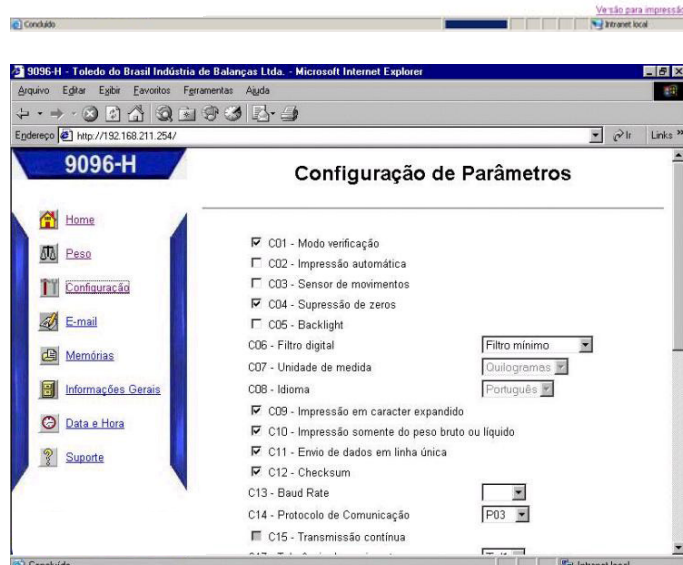 Versão para impressão
Concluído
Intranet local
9096-H - Toledo do Brasil Indústria de Balanças Ltda. - Microsoft Internet Explorer
Arquivo Editar Exibir Favoritos Ferramentas Ajuda
Endereço http://192.168.211.254/ Ir Links »
9096-H
Configuração de Parâmetros
Home
Peso
Configuração
E-mail
Memórias
Informações Gerais
Data e Hora
Suporte
C01 - Modo verificação
C02 - Impressão automática
C03 - Sensor de movimentos
C04 - Supressão de zeros
C05 - Backlight
C06 - Filtro digital Filtro mínimo
C07 - Unidade de medida Quilogramas
C08 - Idioma Português
C09 - Impressão em caracter expandido
C10 - Impressão somente do peso bruto ou líquido
C11 - Envio de dados em linha única
C12 - Checksum
C13 - Baud Rate
C14 - Protocolo de Comunicação P03
C15 - Transmissão contínua
Concluído
Intranet local